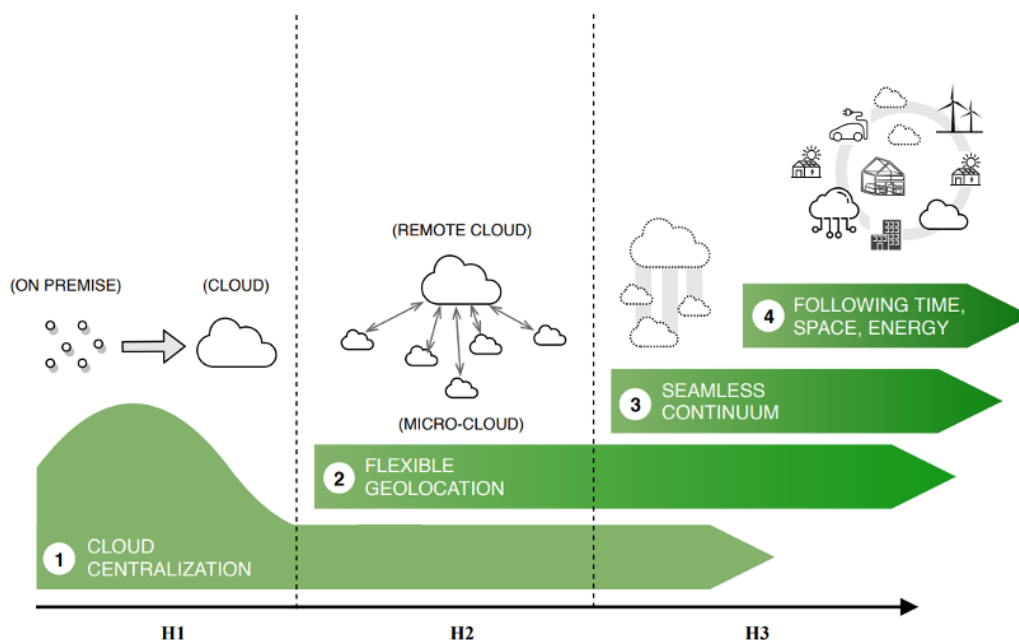 (ON PREMISE)
(CLOUD)
(REMOTE CLOUD)
(MICRO-CLOUD)
4
FOLLOWING TIME,
SPACE, ENERGY
3
SEAMLESS
CONTINUUM
2
FLEXIBLE
GEOLOCATION
1
CLOUD
CENTRALIZATION
H1
H2
H3